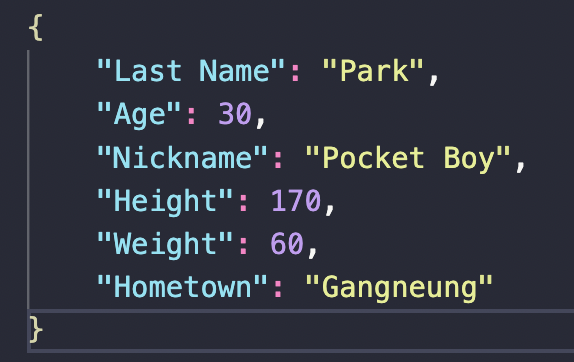 {
    "Last Name": "Park",
    "Age": 30,
    "Nickname": "Pocket Boy",
    "Height": 170,
    "Weight": 60,
    "Hometown": "Gangneung"
}